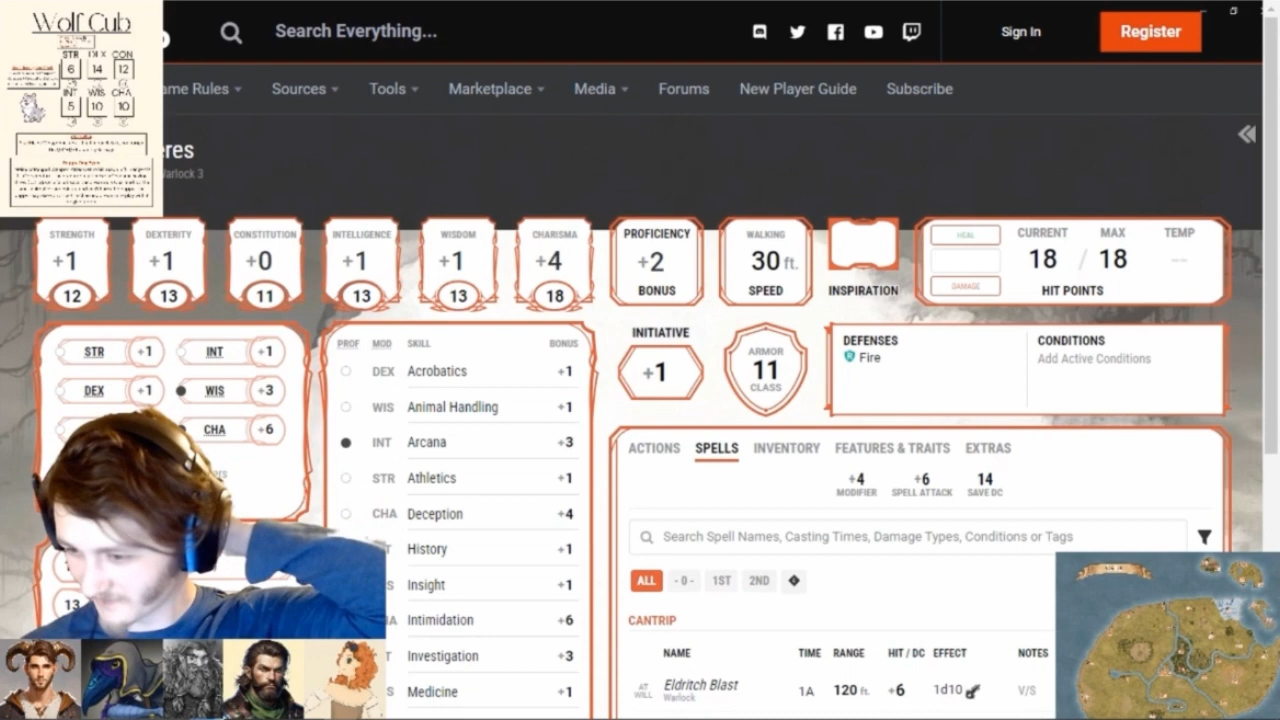 Wolf Cub
STR DEX CON
6 14 12
INT WIS CHA
5 10 10
Search Everything...
Sign In
Register
ame Rules
Sources
Tools
Marketplace
Media
Forums
New Player Guide
Subscribe
eres
Warlock 3
STRENGTH
+1
12
DEXTERITY
+1
13
CONSTITUTION
+0
11
INTELLIGENCE
+1
13
WISDOM
+1
13
CHARISMA
+4
18
PROFICIENCY
+2
BONUS
WALKING
30 ft.
SPEED
INSPIRATION
HEAL
DAMAGE
CURRENT MAX TEMP
18 / 18 --
HIT POINTS
STR +1
INT +1
DEX +1
WIS +3
CHA +6
13
PROF MOD SKILL BONUS
DEX Acrobatics +1
WIS Animal Handling +1
INT Arcana +3
STR Athletics +1
CHA Deception +4
T History +1
S Insight +1
A Intimidation +6
T Investigation +3
S Medicine +1
INITIATIVE
+1
ARMOR
11
CLASS
DEFENSES
Fire
CONDITIONS
Add Active Conditions
ACTIONS SPELLS INVENTORY FEATURES & TRAITS EXTRAS
+4 +6 14
MODIFIER SPELL ATTACK SAVE DC
Search Spell Names, Casting Times, Damage Types, Conditions or Tags
ALL - 0 - 1ST 2ND
CANTRIP
NAME TIME RANGE HIT / DC EFFECT NOTES
AT WILL
Eldritch Blast 1A 120 ft. +6 1d10 V/S
Warlock